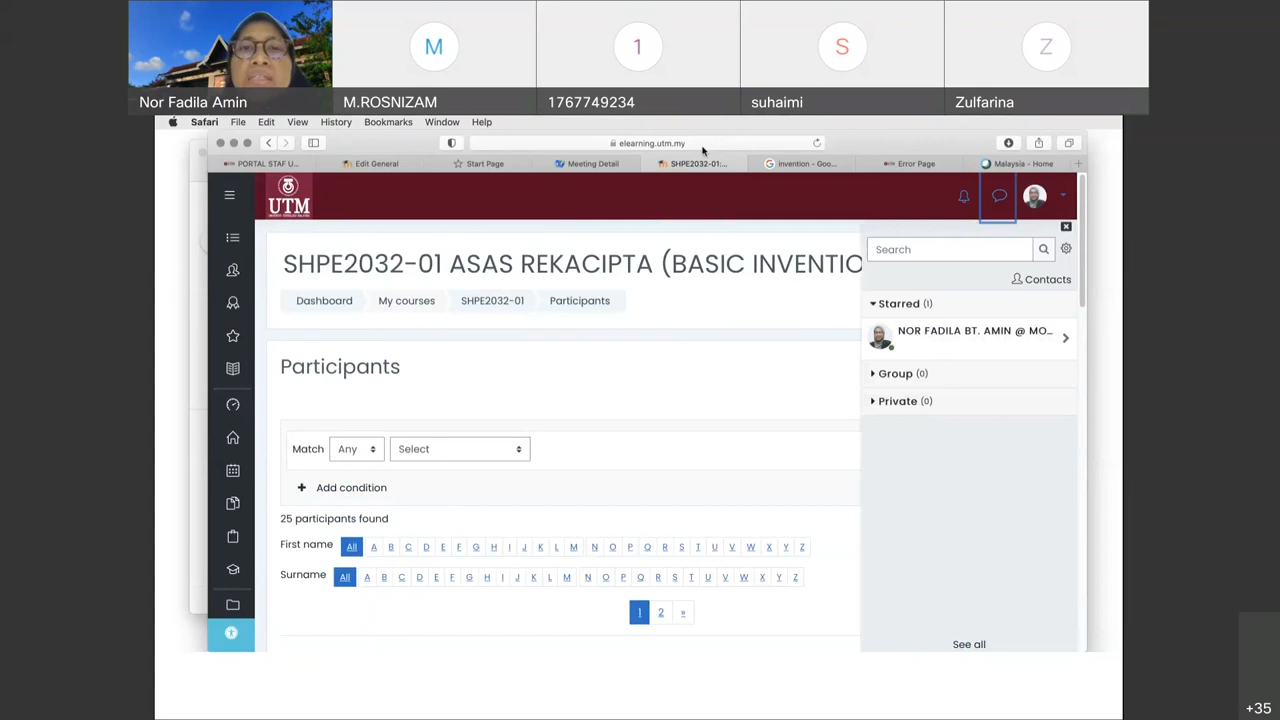 M
1
S
Z
Nor Fadila Amin
M.ROSNIZAM
1767749234
suhaimi
Zulfarina
Safari File Edit View History Bookmarks Window Help
elearning.utm.my
PORTAL STAF U...
Edit General
Start Page
Meeting Detail
SHPE2032-01:...
invention - Goo...
Error Page
Malaysia - Home
UTM
SHPE2032-01 ASAS REKACIPTA (BASIC INVENTIO
Dashboard
My courses
SHPE2032-01
Participants
Participants
Match Any Select
+ Add condition
25 participants found
First name All A B C D E F G H I J K L M N O P Q R S T U V W X Y Z
Surname All A B C D E F G H I J K L M N O P Q R S T U V W X Y Z
1 2 »
Search
Contacts
Starred (1)
NOR FADILA BT. AMIN @ MO...
Group (0)
Private (0)
See all
+35